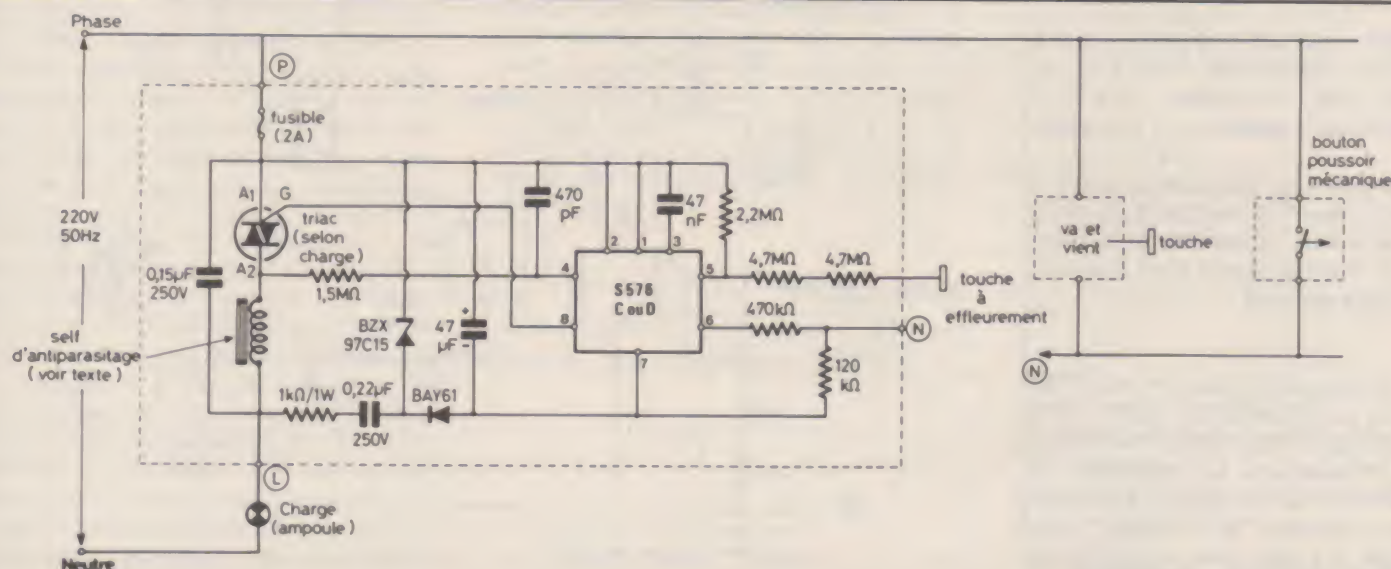 Phase
P
fusible
(2A)
A1
G
triac
(selon
charge)
A2
470
pF
47
nF
2,2MΩ
2
1
3
220V
50Hz
0,15µF
250V
1,5MΩ
4
S576
C ou D
5
4,7MΩ
4,7MΩ
touche
à
effleurement
8
6
470kΩ
N
7
BZX
97C15
47
µF
+
-
120
kΩ
self
d'antiparasitage
(voir texte)
1kΩ/1W
0,22µF
250V
BAY61
L
Charge
(ampoule)
Neutre
va et
vient
touche
bouton
poussoir
mécanique
N